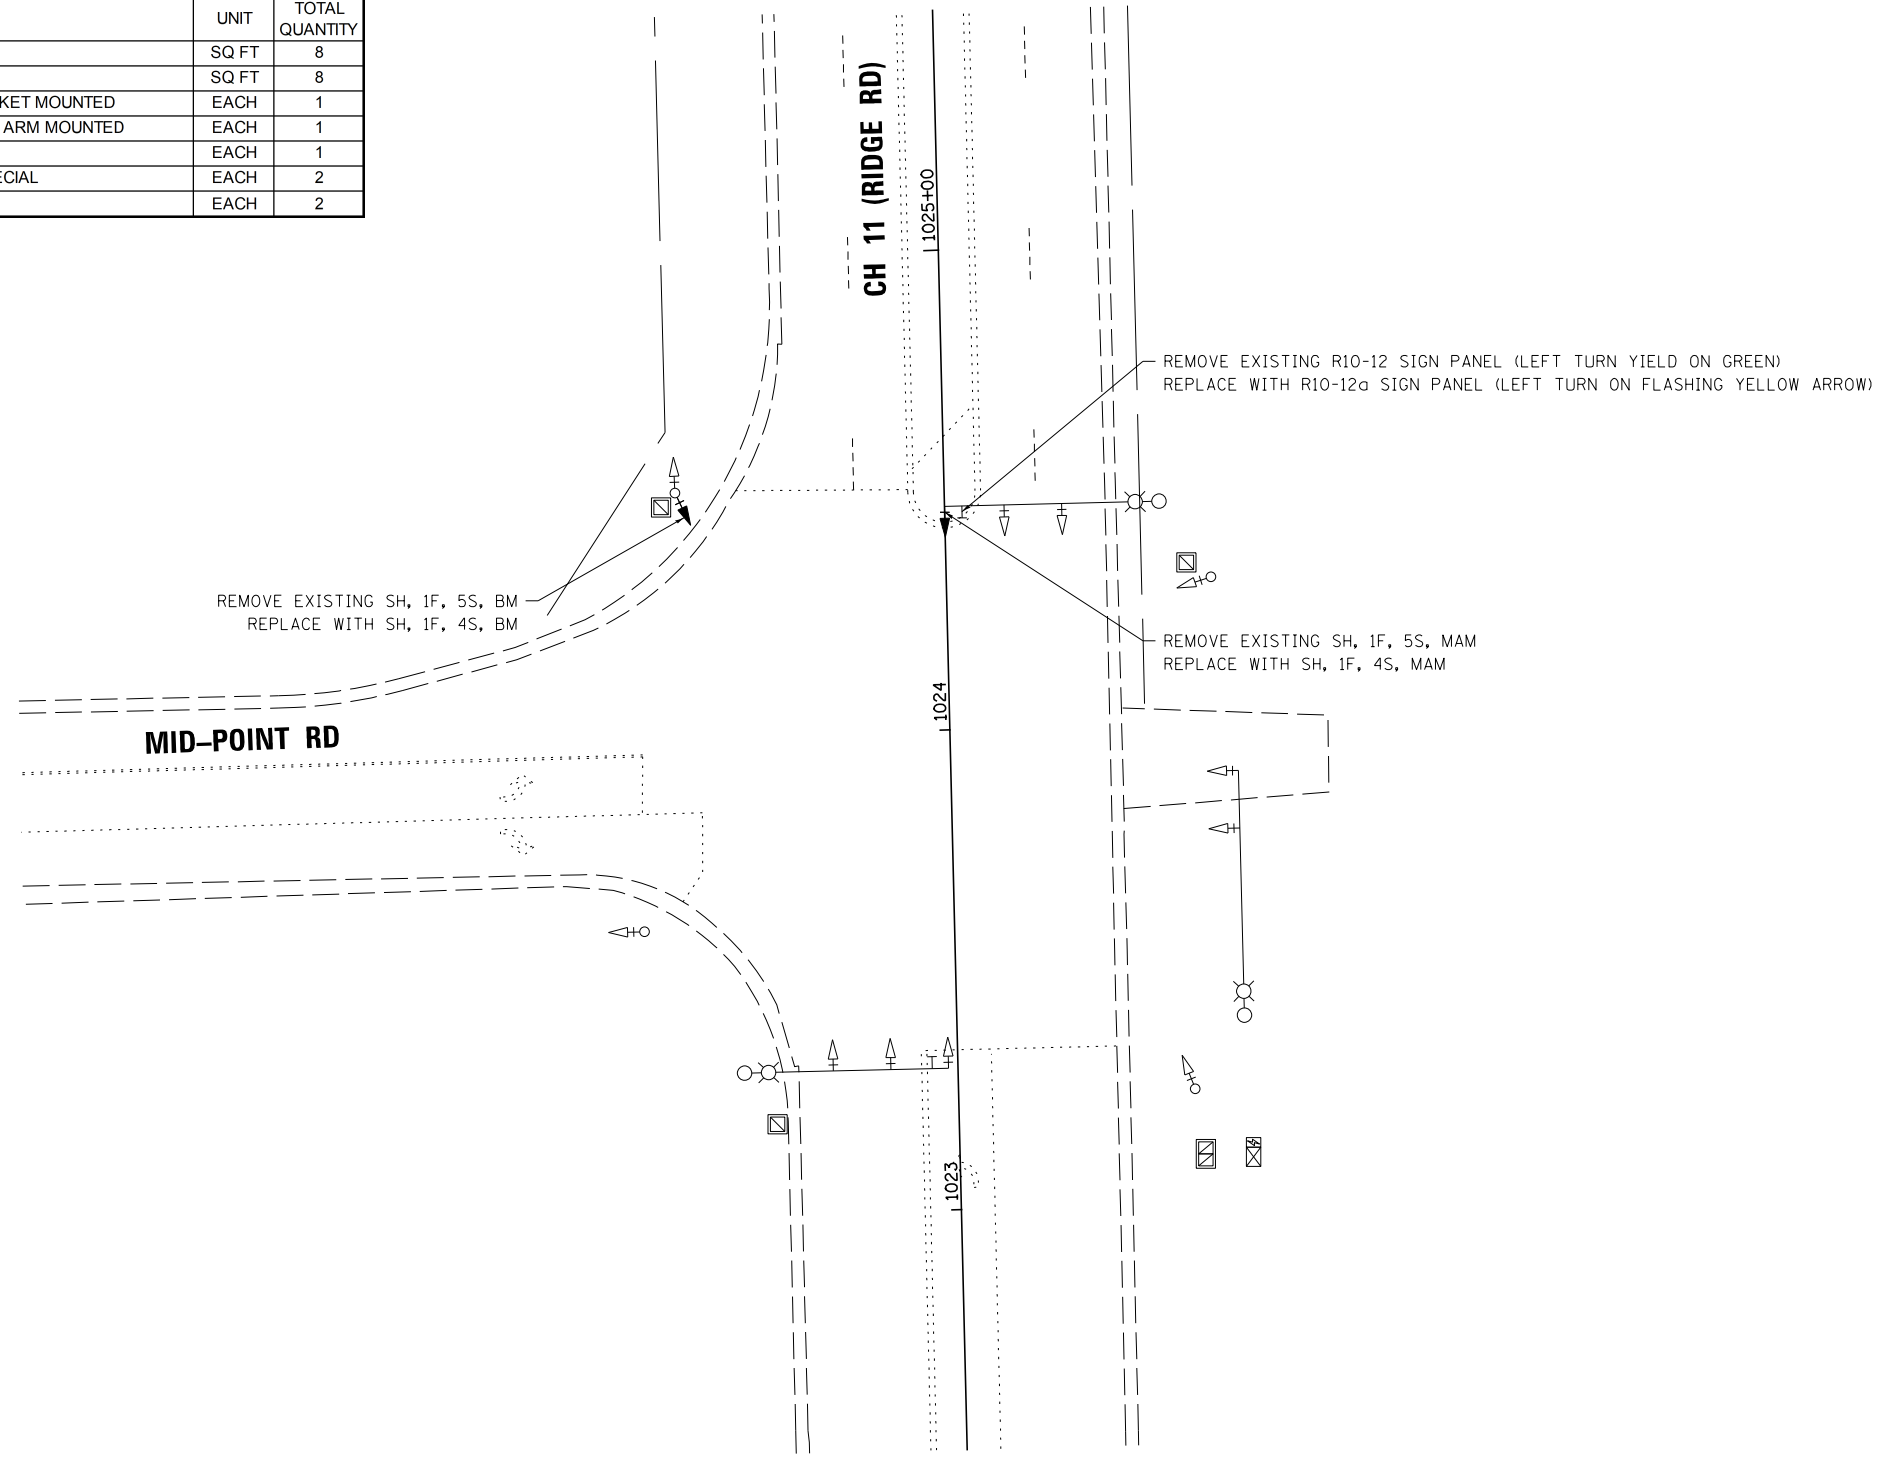 UNIT TOTAL QUANTITY
SQ FT 8
SQ FT 8
KET MOUNTED EACH 1
ARM MOUNTED EACH 1
EACH 1
ECIAL EACH 2
EACH 2
CH 11 (RIDGE RD)
1025+00
REMOVE EXISTING R10-12 SIGN PANEL (LEFT TURN YIELD ON GREEN)
REPLACE WITH R10-12a SIGN PANEL (LEFT TURN ON FLASHING YELLOW ARROW)
REMOVE EXISTING SH, 1F, 5S, BM
REPLACE WITH SH, 1F, 4S, BM
REMOVE EXISTING SH, 1F, 5S, MAM
REPLACE WITH SH, 1F, 4S, MAM
1024
MID-POINT RD
1023